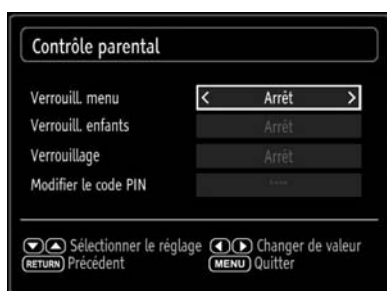 Contrôle parental
Verrouill. menu < Arrêt >
Verrouill. enfants Arrêt
Verrouillage Arrêt
Modifier le code PIN ****
Sélectionner le réglage Changer de valeur
RETURN Précédent MENU Quitter